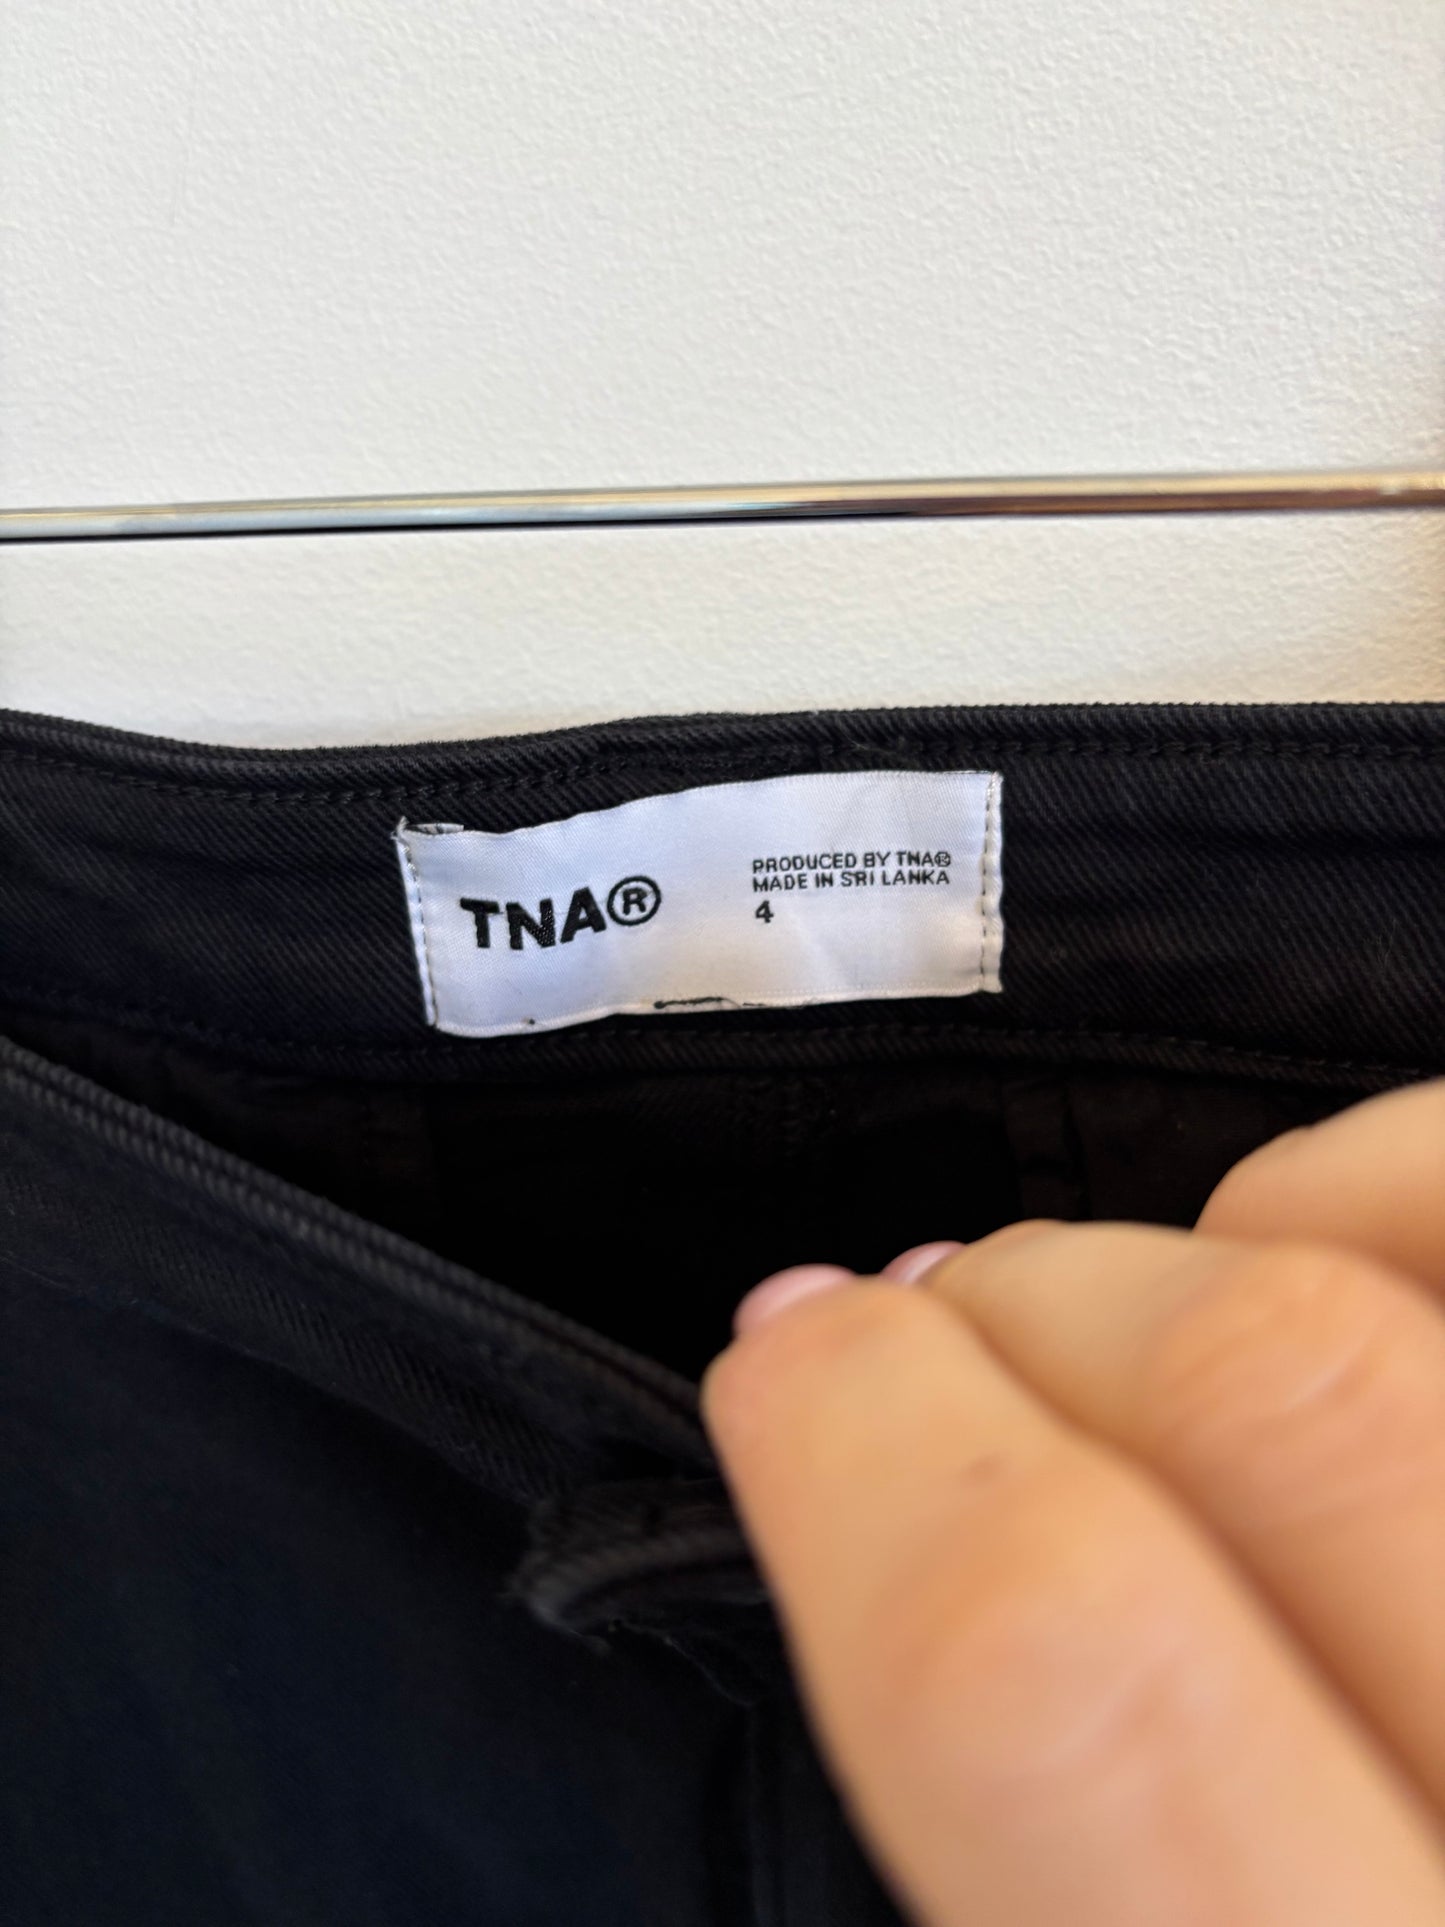 TNA®
PRODUCED BY TNA®
MADE IN SRI LANKA
4